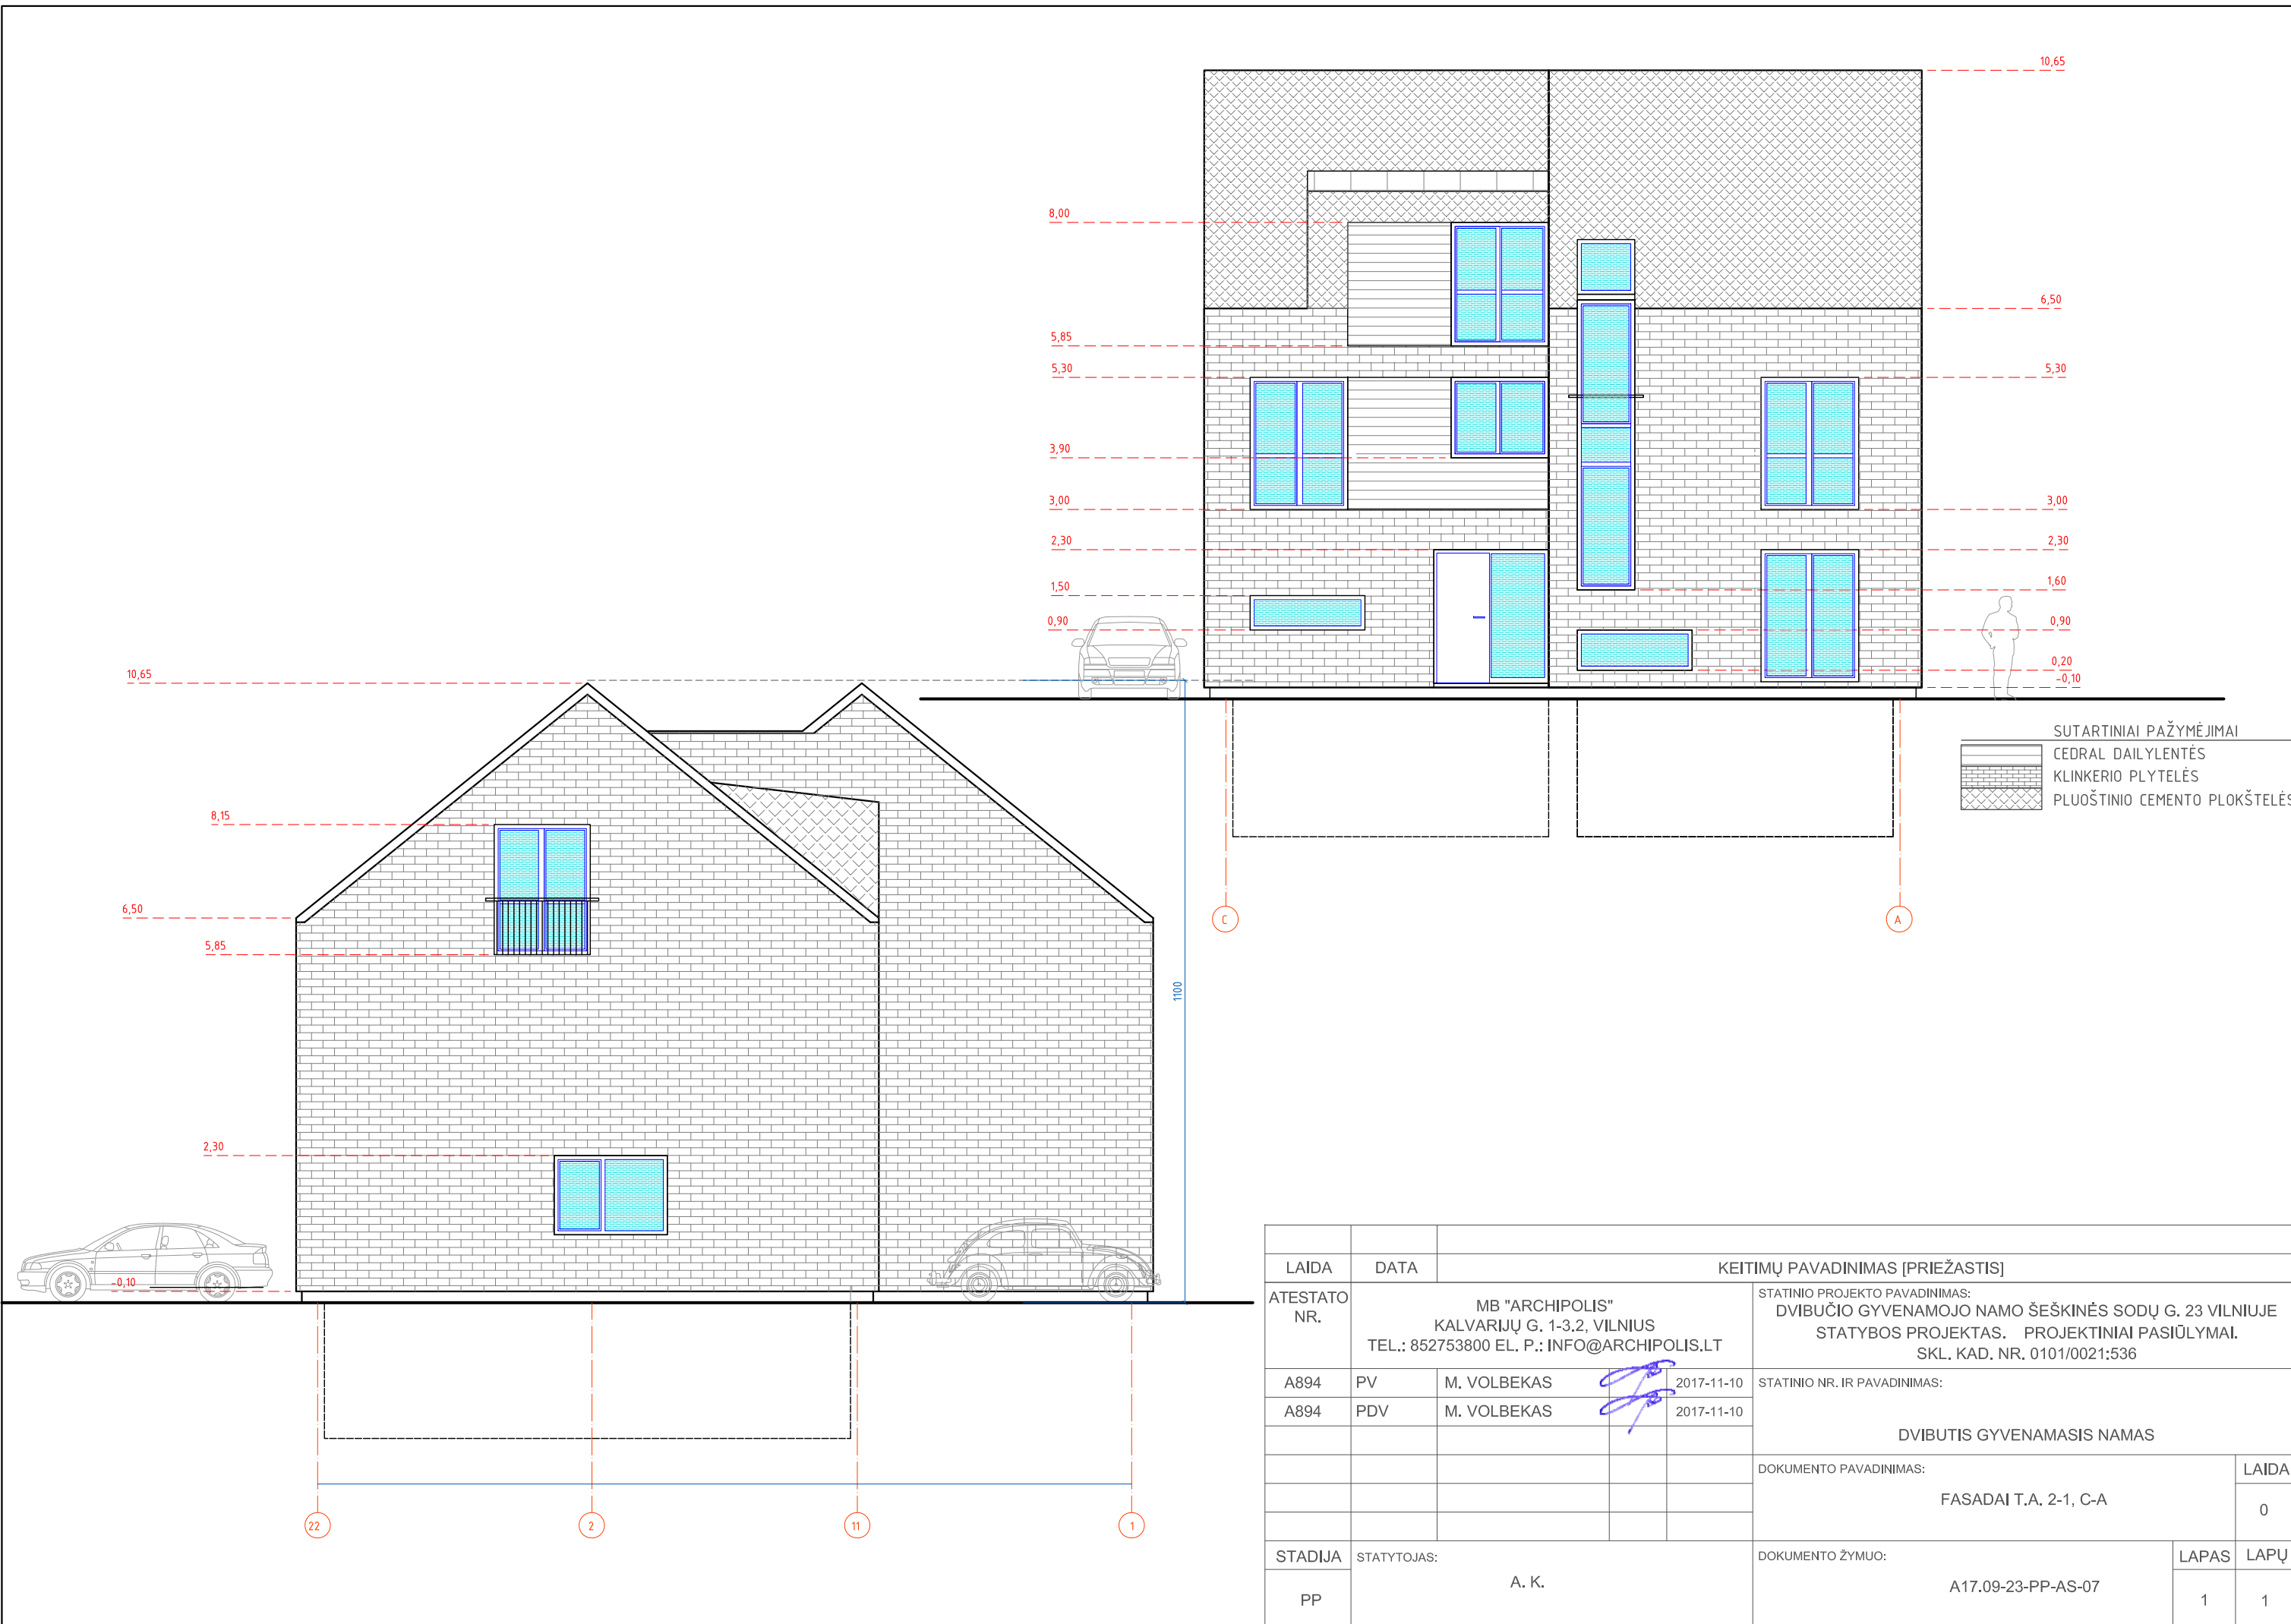 10,65
8,00
6,50
5,85
5,30
5,30
3,90
3,00
3,00
2,30
2,30
1,50
1,60
0,90
0,90
0,20
-0,10
C
A
SUTARTINIAI PAŽYMĖJIMAI
CEDRAL DAILYLENTĖS
KLINKERIO PLYTELĖS
PLUOŠTINIO CEMENTO PLOKŠTELĖS
10,65
8,15
6,50
5,85
2,30
-0,10
1100
22
2
11
1
LAIDA DATA KEITIMŲ PAVADINIMAS [PRIEŽASTIS]
ATESTATO
NR.
MB "ARCHIPOLIS"
KALVARIJŲ G. 1-3.2, VILNIUS
TEL.: 852753800 EL. P.: INFO@ARCHIPOLIS.LT
STATINIO PROJEKTO PAVADINIMAS:
DVIBUČIO GYVENAMOJO NAMO ŠEŠKINĖS SODŲ G. 23 VILNIUJE
STATYBOS PROJEKTAS. PROJEKTINIAI PASIŪLYMAI.
SKL. KAD. NR. 0101/0021:536
A894 PV M. VOLBEKAS 2017-11-10
A894 PDV M. VOLBEKAS 2017-11-10
STATINIO NR. IR PAVADINIMAS:
DVIBUTIS GYVENAMASIS NAMAS
DOKUMENTO PAVADINIMAS:
FASADAI T.A. 2-1, C-A
LAIDA
0
STADIJA
PP
STATYTOJAS:
A. K.
DOKUMENTO ŽYMUO:
A17.09-23-PP-AS-07
LAPAS
1
LAPŲ
1